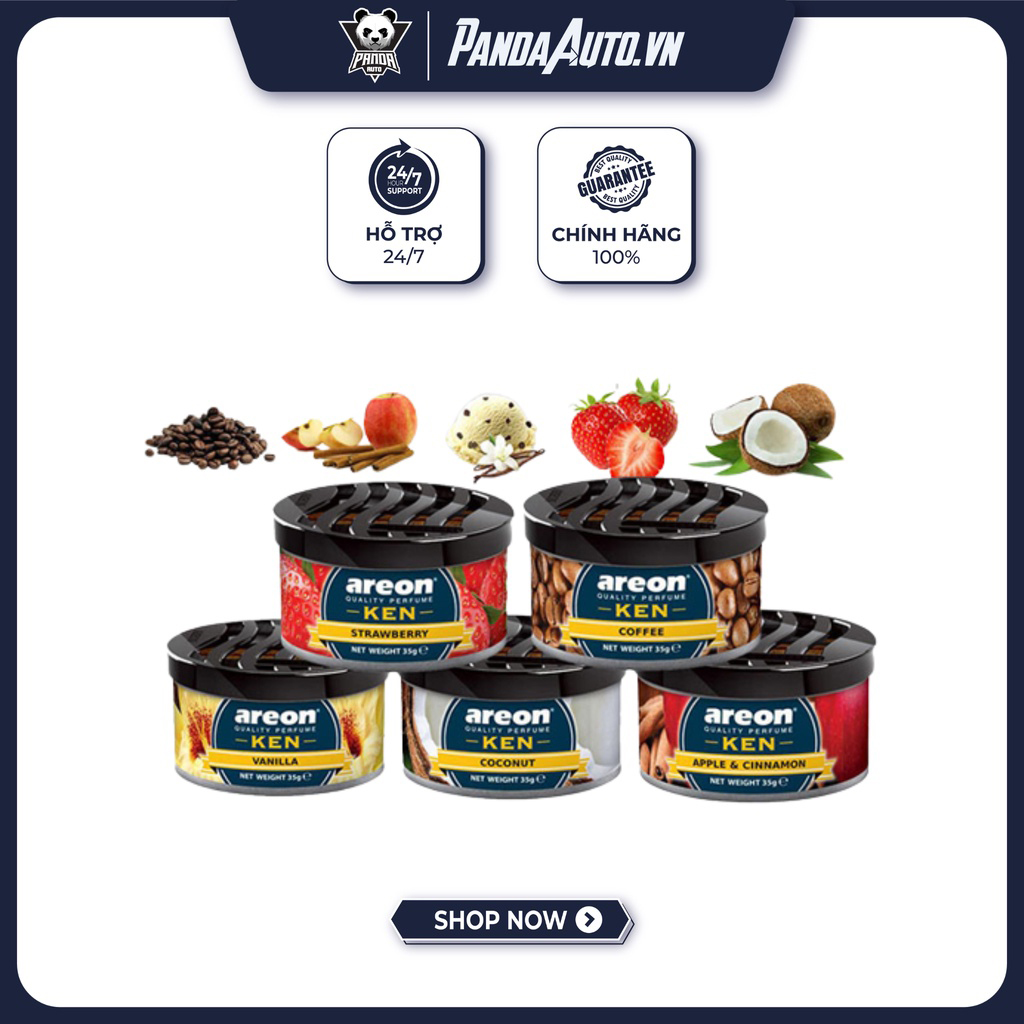 PANDA
AUTO
PANDAAUTO.VN
24/7
HOUR
SUPPORT
HỖ TRỢ
24/7
BEST QUALITY
GUARANTEE
BEST QUALITY
CHÍNH HÃNG
100%
areon®
QUALITY PERFUME
KEN
STRAWBERRY
NET WEIGHT 35g ℮
areon®
QUALITY PERFUME
KEN
COFFEE
NET WEIGHT 35g ℮
areon®
QUALITY PERFUME
KEN
VANILLA
NET WEIGHT 35g ℮
areon®
QUALITY PERFUME
KEN
COCONUT
NET WEIGHT 35g ℮
areon®
QUALITY PERFUME
KEN
APPLE & CINNAMON
NET WEIGHT 35g ℮
SHOP NOW